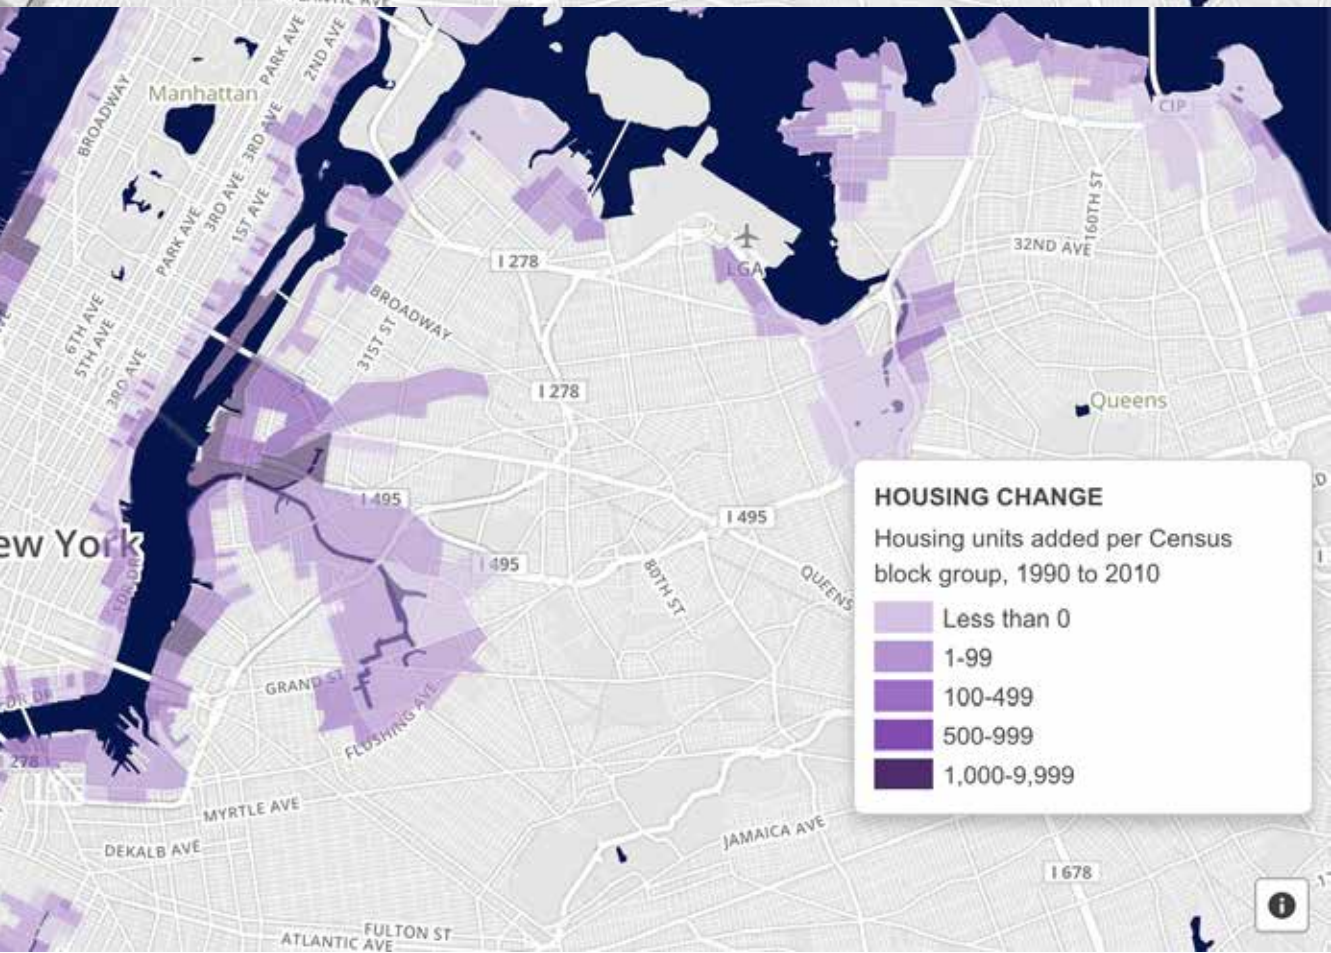 Manhattan
BROADWAY
PARK AVE
2ND AVE
3RD AVE
3RD AVE
1ST AVE
PARK AVE
6TH AVE
5TH AVE
3RD AVE
CIP
160TH ST
32ND AVE
I 278
LGA
BROADWAY
31ST ST
I 278
Queens
I 495
I 495
I 495
ew York
FDR DR
80TH ST
QUEENS
HOUSING CHANGE
Housing units added per Census
block group, 1990 to 2010
Less than 0
1-99
100-499
500-999
1,000-9,999
GRAND ST
FDR DR
FLUSHING AVE
278
MYRTLE AVE
DEKALB AVE
JAMAICA AVE
I 678
FULTON ST
ATLANTIC AVE